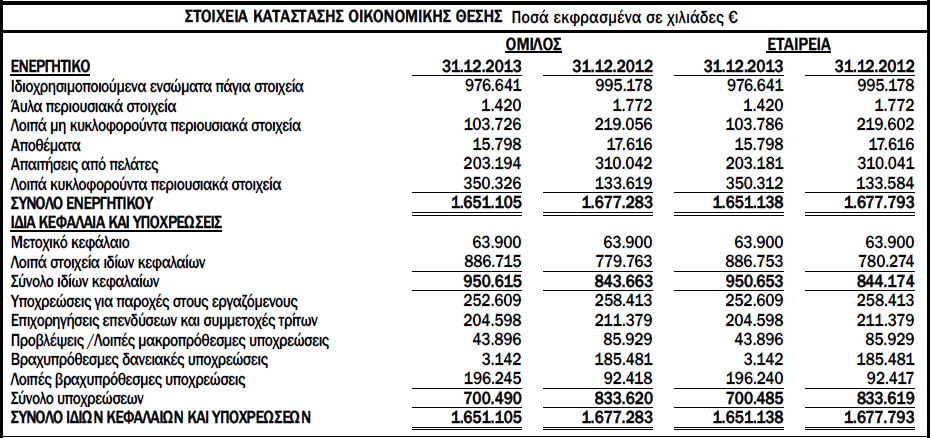 ΣΤΟΙΧΕΙΑ ΚΑΤΑΣΤΑΣΗΣ ΟΙΚΟΝΟΜΙΚΗΣ ΘΕΣΗΣ Ποσά εκφρασμένα σε χιλιάδες €
ΟΜΙΛΟΣ ΕΤΑΙΡΕΙΑ
ΕΝΕΡΓΗΤΙΚΟ 31.12.2013 31.12.2012 31.12.2013 31.12.2012
Ιδιοχρησιμοποιούμενα ενσώματα πάγια στοιχεία 976.641 995.178 976.641 995.178
Άυλα περιουσιακά στοιχεία 1.420 1.772 1.420 1.772
Λοιπά μη κυκλοφορούντα περιουσιακά στοιχεία 103.726 219.056 103.786 219.602
Αποθέματα 15.798 17.616 15.798 17.616
Απαιτήσεις από πελάτες 203.194 310.042 203.181 310.041
Λοιπά κυκλοφορούντα περιουσιακά στοιχεία 350.326 133.619 350.312 133.584
ΣΥΝΟΛΟ ΕΝΕΡΓΗΤΙΚΟΥ 1.651.105 1.677.283 1.651.138 1.677.793
ΙΔΙΑ ΚΕΦΑΛΑΙΑ ΚΑΙ ΥΠΟΧΡΕΩΣΕΙΣ
Μετοχικό κεφάλαιο 63.900 63.900 63.900 63.900
Λοιπά στοιχεία ιδίων κεφαλαίων 886.715 779.763 886.753 780.274
Σύνολο ιδίων κεφαλαίων 950.615 843.663 950.653 844.174
Υποχρεώσεις για παροχές στους εργαζόμενους 252.609 258.413 252.609 258.413
Επιχορηγήσεις επενδύσεων και συμμετοχές τρίτων 204.598 211.379 204.598 211.379
Προβλέψεις /Λοιπές μακροπρόθεσμες υποχρεώσεις 43.896 85.929 43.896 85.929
Βραχυπρόθεσμες δανειακές υποχρεώσεις 3.142 185.481 3.142 185.481
Λοιπές βραχυπρόθεσμες υποχρεώσεις 196.245 92.418 196.240 92.417
Σύνολο υποχρεώσεων 700.490 833.620 700.485 833.619
ΣΥΝΟΛΟ ΙΔΙΩΝ ΚΕΦΑΛΑΙΩΝ ΚΑΙ ΥΠΟΧΡΕΩΣΕΩΝ 1.651.105 1.677.283 1.651.138 1.677.793